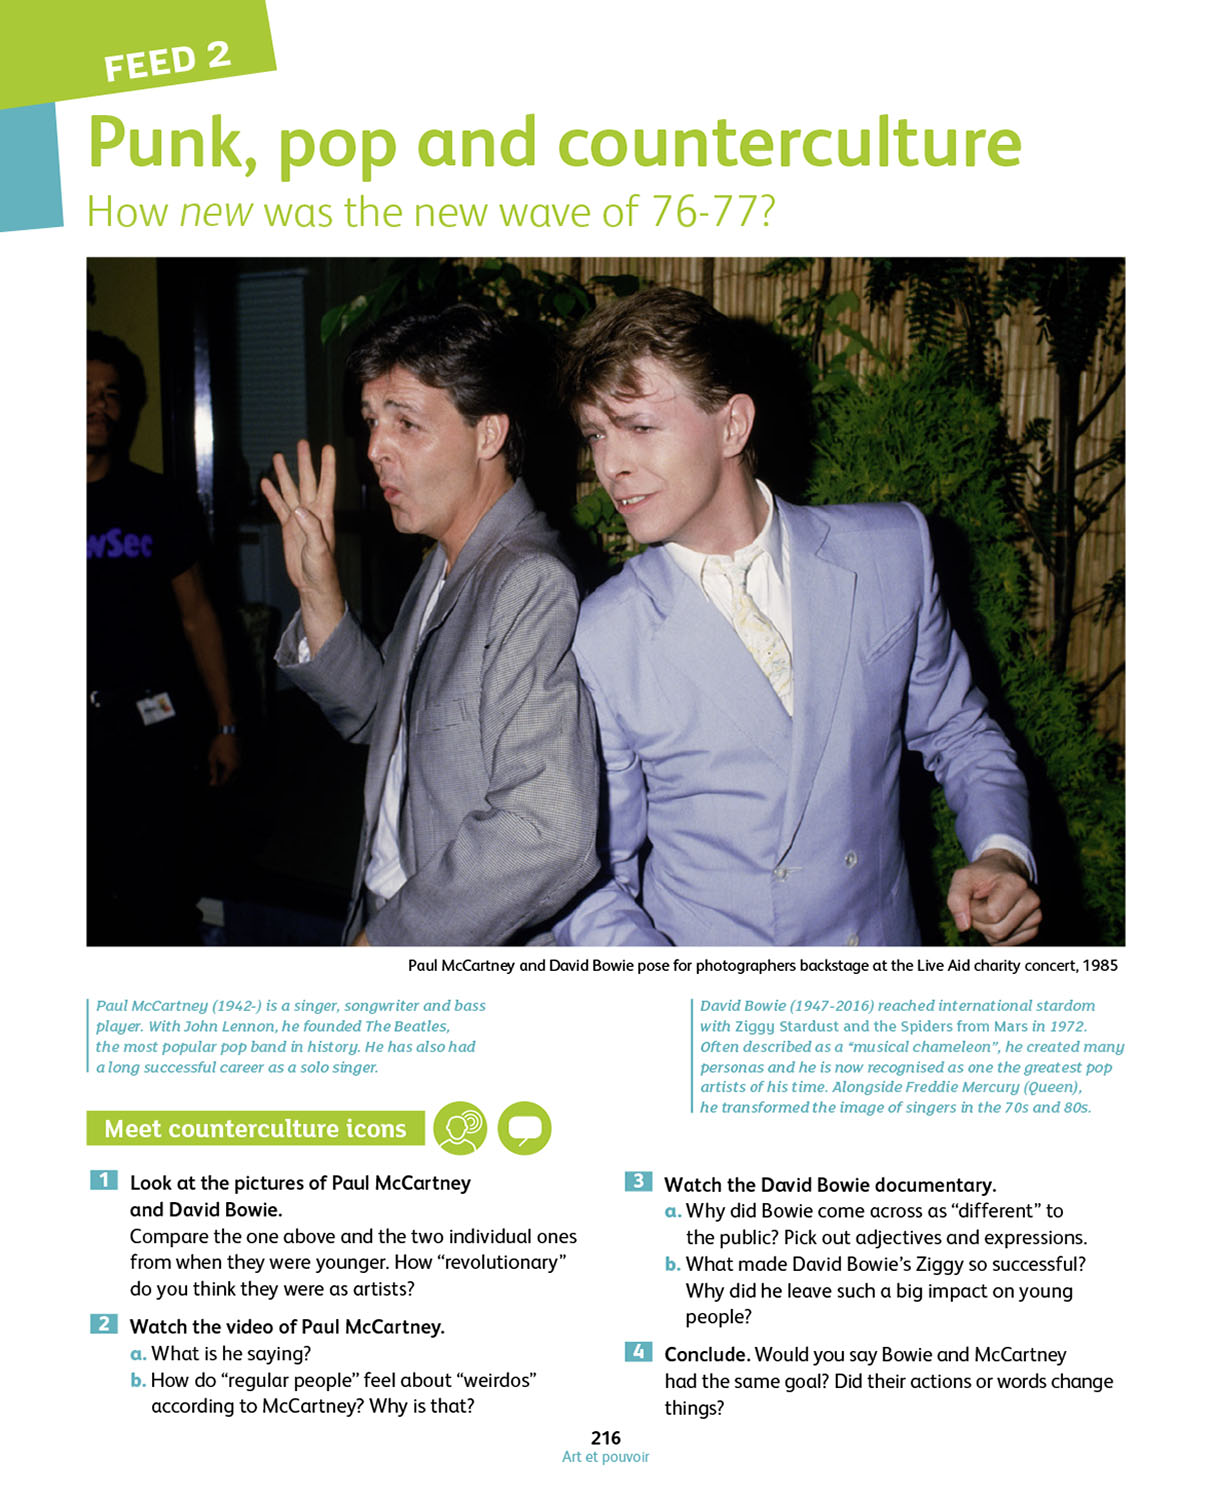 FEED 2
Punk, pop and counterculture
How new was the new wave of 76-77?
wSec
Paul McCartney and David Bowie pose for photographers backstage at the Live Aid charity concert, 1985
Paul McCartney (1942-) is a singer, songwriter and bass
player. With John Lennon, he founded The Beatles,
the most popular pop band in history. He has also had
a long successful career as a solo singer.
David Bowie (1947-2016) reached international stardom
with Ziggy Stardust and the Spiders from Mars in 1972.
Often described as a “musical chameleon”, he created many
personas and he is now recognised as one the greatest pop
artists of his time. Alongside Freddie Mercury (Queen),
he transformed the image of singers in the 70s and 80s.
Meet counterculture icons
1 Look at the pictures of Paul McCartney
and David Bowie.
Compare the one above and the two individual ones
from when they were younger. How “revolutionary”
do you think they were as artists?
2 Watch the video of Paul McCartney.
a. What is he saying?
b. How do “regular people” feel about “weirdos”
according to McCartney? Why is that?
3 Watch the David Bowie documentary.
a. Why did Bowie come across as “different” to
the public? Pick out adjectives and expressions.
b. What made David Bowie’s Ziggy so successful?
Why did he leave such a big impact on young
people?
4 Conclude. Would you say Bowie and McCartney
had the same goal? Did their actions or words change
things?
216
Art et pouvoir